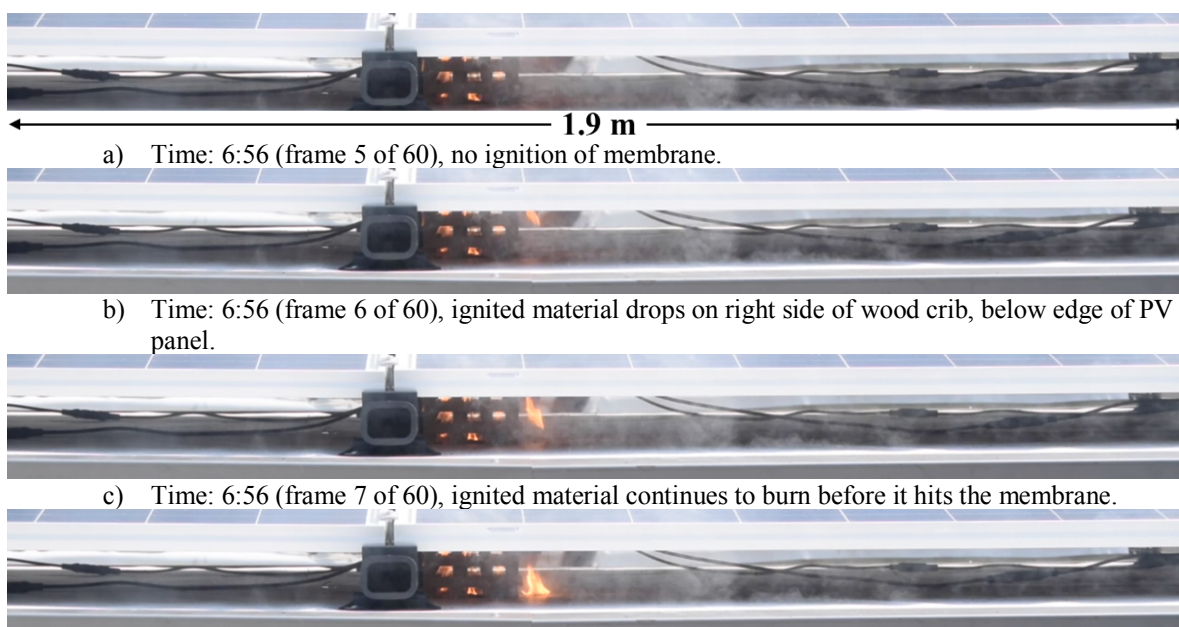 1.9 m
a) Time: 6:56 (frame 5 of 60), no ignition of membrane.
b) Time: 6:56 (frame 6 of 60), ignited material drops on right side of wood crib, below edge of PV
panel.
c) Time: 6:56 (frame 7 of 60), ignited material continues to burn before it hits the membrane.